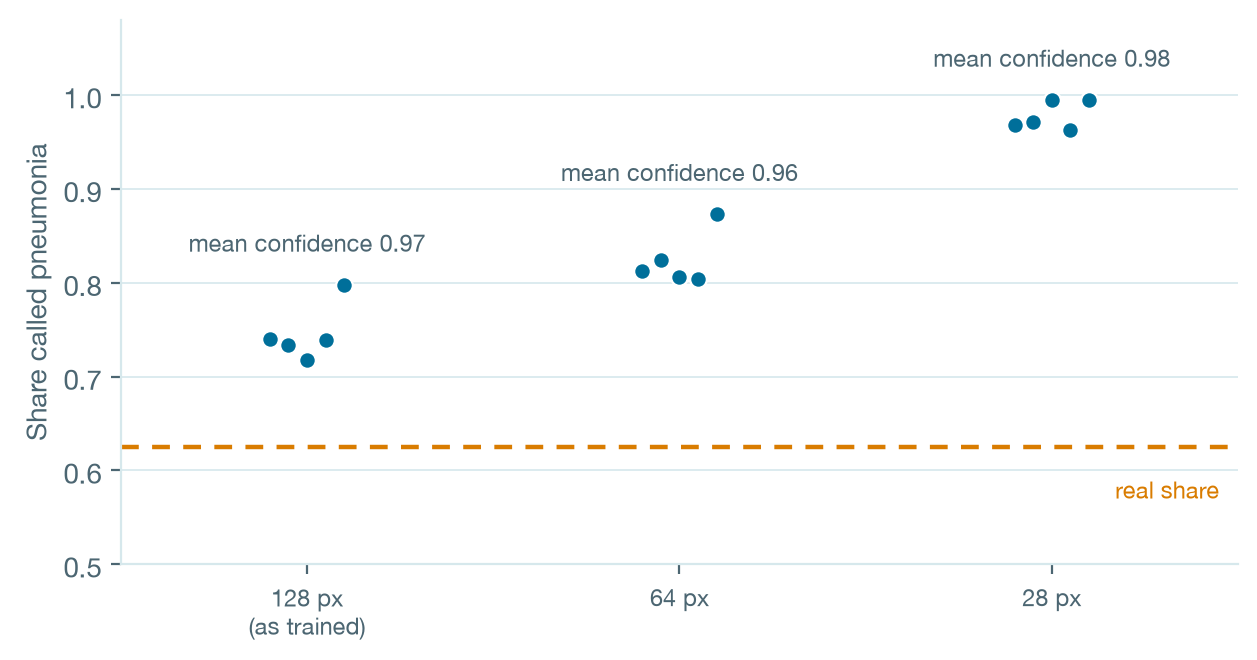 mean confidence 0.98
1.0
mean confidence 0.96
0.9
mean confidence 0.97
0.8
0.7
0.6
real share
0.5
Share called pneumonia
128 px
(as trained)
64 px
28 px